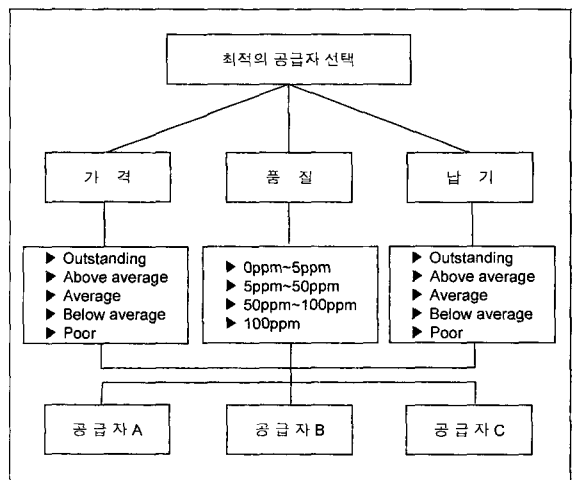 최적의 공급자 선택
가 격
품 질
납 기
▶ Outstanding
▶ Above average
▶ Average
▶ Below average
▶ Poor
▶ 0ppm~5ppm
▶ 5ppm~50ppm
▶ 50ppm~100ppm
▶ 100ppm
▶ Outstanding
▶ Above average
▶ Average
▶ Below average
▶ Poor
공 급 자 A
공 급 자 B
공 급 자 C